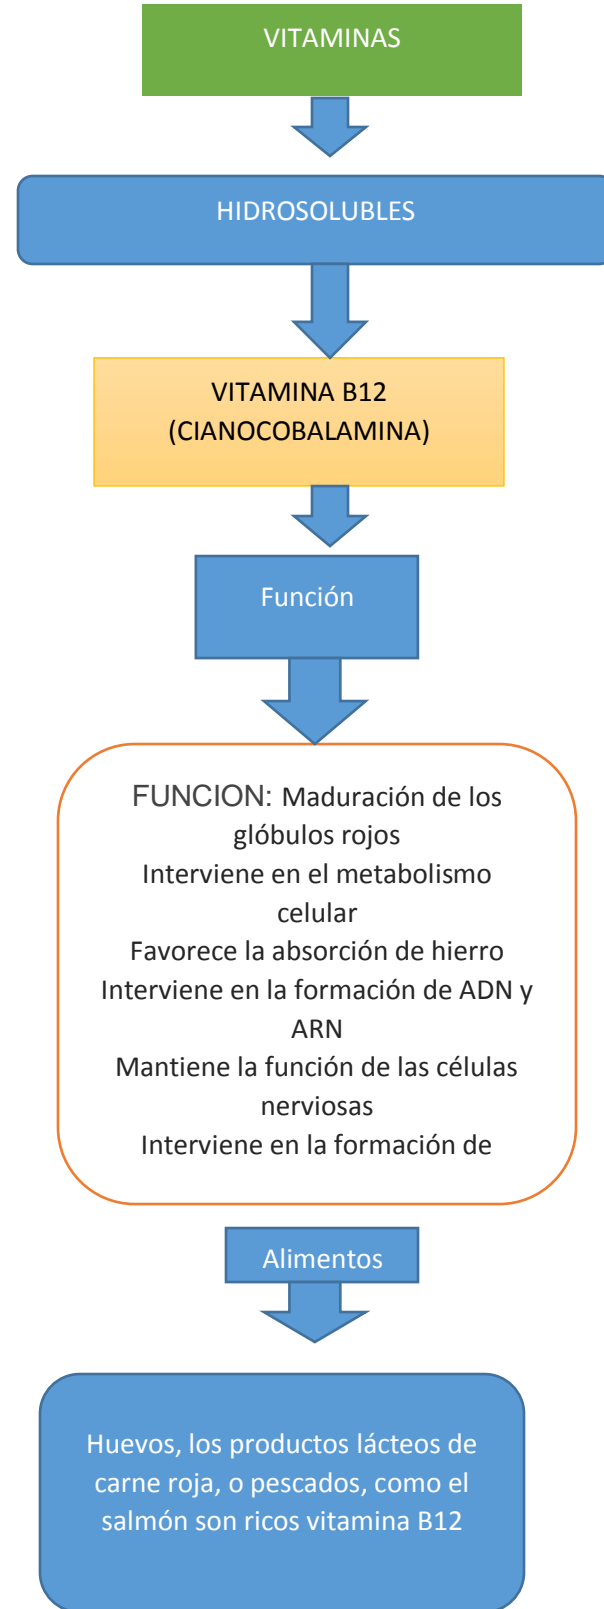 VITAMINAS
HIDROSOLUBLES
VITAMINA B12
(CIANOCOBALAMINA)
Función
FUNCION: Maduración de los
glóbulos rojos
Interviene en el metabolismo
celular
Favorece la absorción de hierro
Interviene en la formación de ADN y
ARN
Mantiene la función de las células
nerviosas
Interviene en la formación de
Alimentos
Huevos, los productos lácteos de
carne roja, o pescados, como el
salmón son ricos vitamina B12